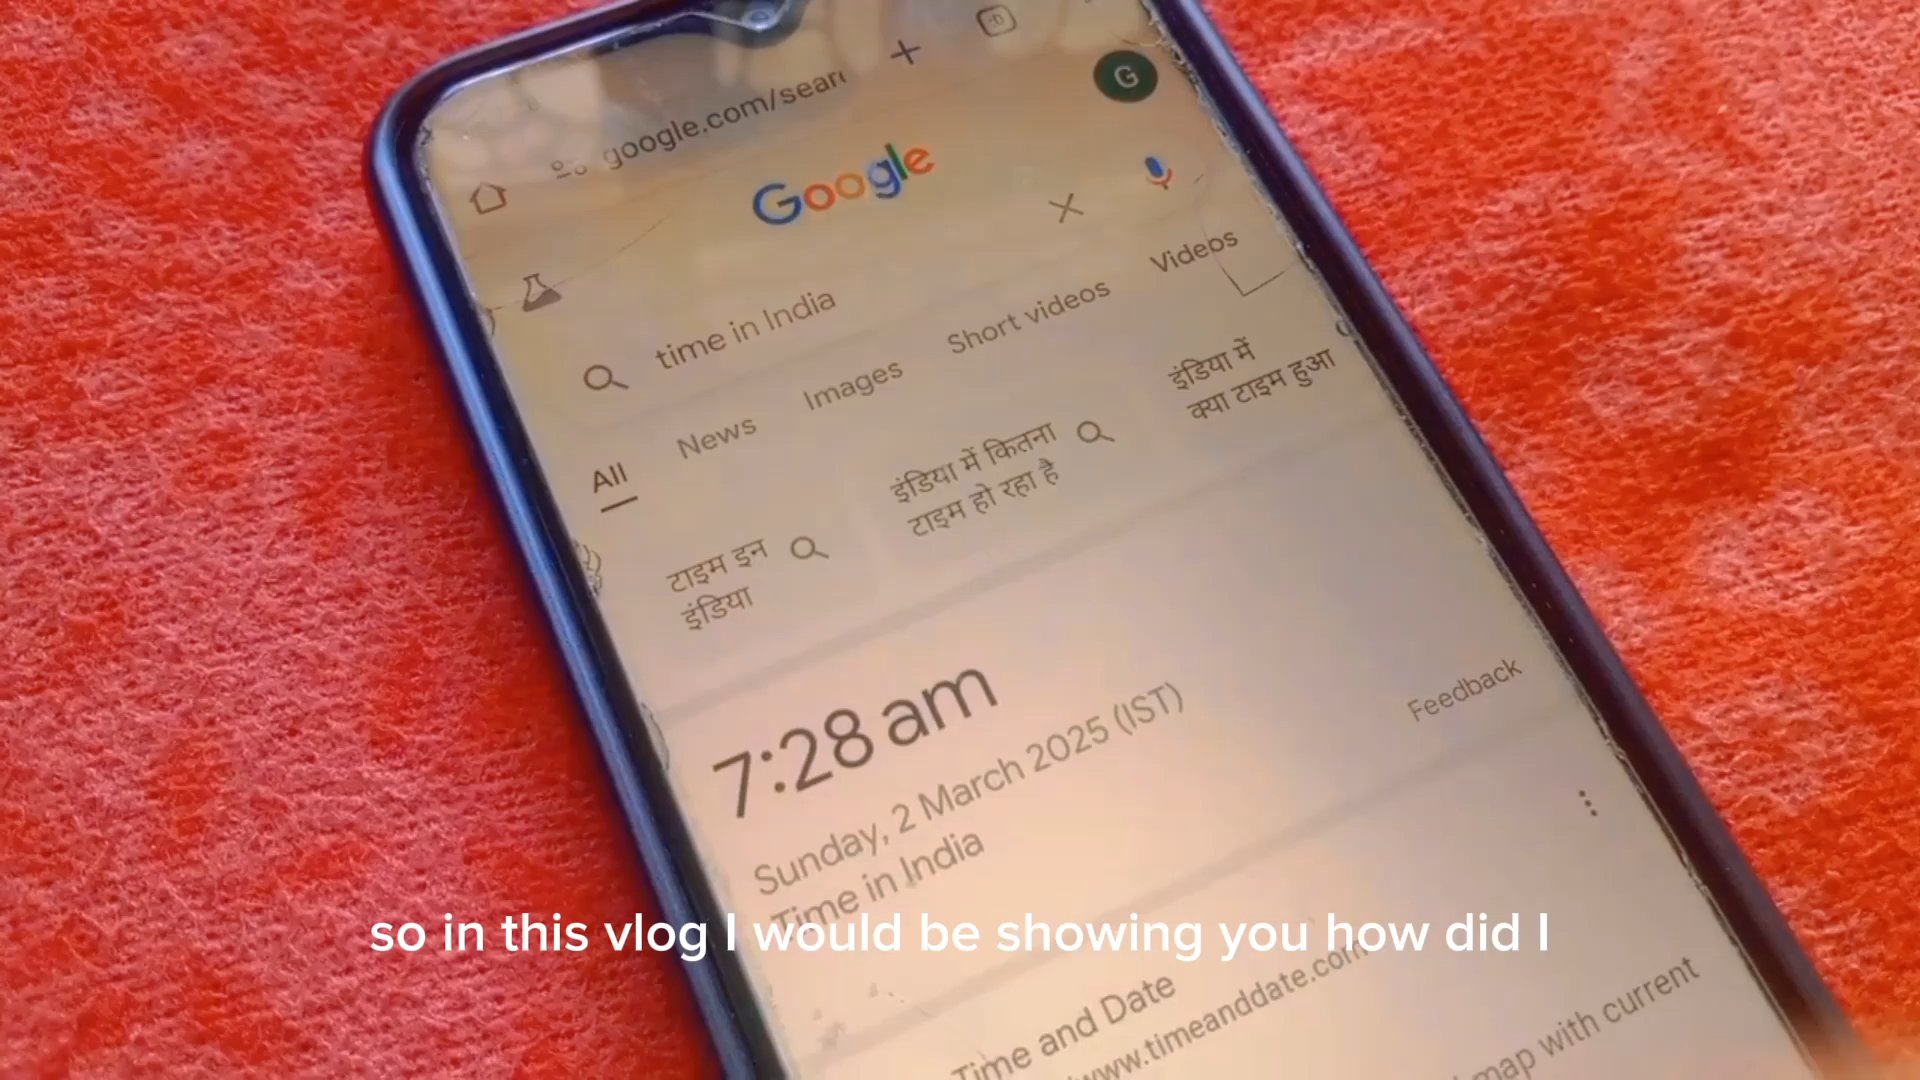 google.com/sear
G
Google
time in India
All
News
Images
Short videos
Videos
टाइम इन
इंडिया
इंडिया में कितना
टाइम हो रहा है
इंडिया में
क्या टाइम हुआ
7:28 am
Sunday, 2 March 2025 (IST)
Time in India
Feedback
so in this vlog I would be showing you how did I
Time and Date
www.timeanddate.com
map with current